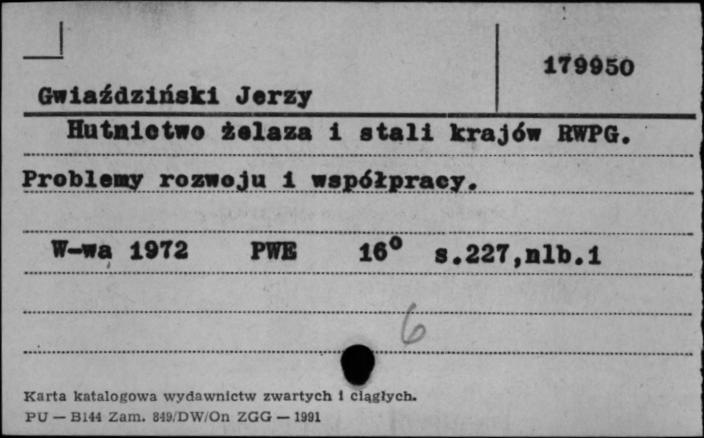 179950
Gwiaździński Jerzy
Hutnictwo żelaza i stali krajów RWPG.
Problemy rozwoju i współpracy.
W-wa 1972 PWE 16° s.227,nlb.1
6
Karta katalogowa wydawnictw zwartych i ciągłych.
PU — B144 Zam. 849/DW/On ZGG — 1991